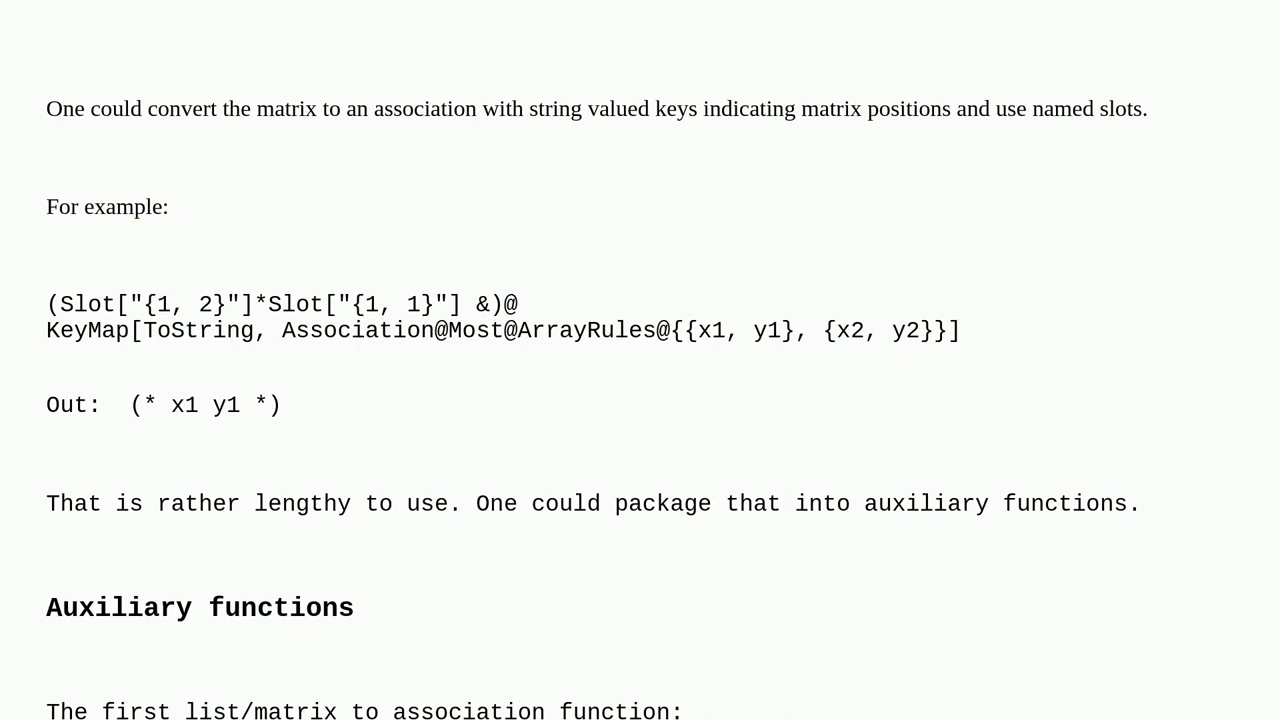 One could convert the matrix to an association with string valued keys indicating matrix positions and use named slots.
For example:
(Slot["{1, 2}"]*Slot["{1, 1}"] &)@
KeyMap[ToString, Association@Most@ArrayRules@{{x1, y1}, {x2, y2}}]
Out:  (* x1 y1 *)
That is rather lengthy to use. One could package that into auxiliary functions.
Auxiliary functions
The first list/matrix to association function: